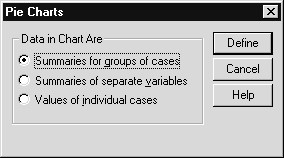 Pie Charts
Data in Chart Are
Summaries for groups of cases
Summaries of separate variables
Values of individual cases
Define
Cancel
Help